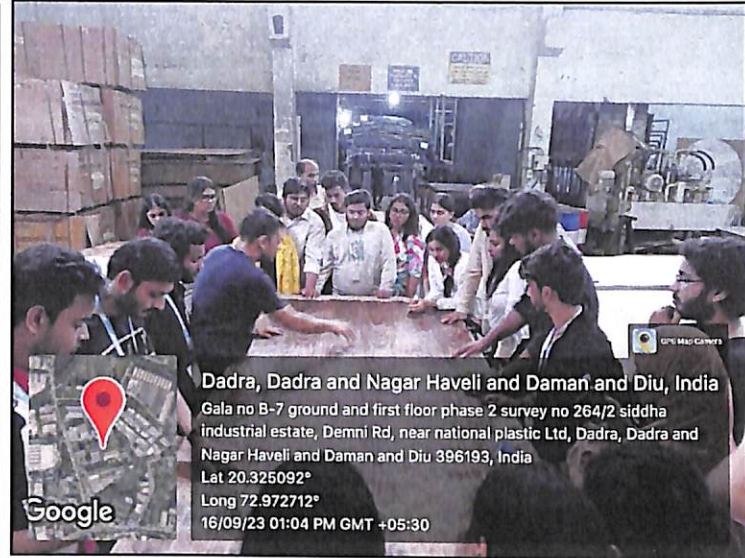 CAUTION
GPS Map Camera
Dadra, Dadra and Nagar Haveli and Daman and Diu, India
Gala no B-7 ground and first floor phase 2 survey no 264/2 siddha
industrial estate, Demni Rd, near national plastic Ltd, Dadra, Dadra and
Nagar Haveli and Daman and Diu 396193, India
Lat 20.325092°
Long 72.972712°
16/09/23 01:04 PM GMT +05:30
Google